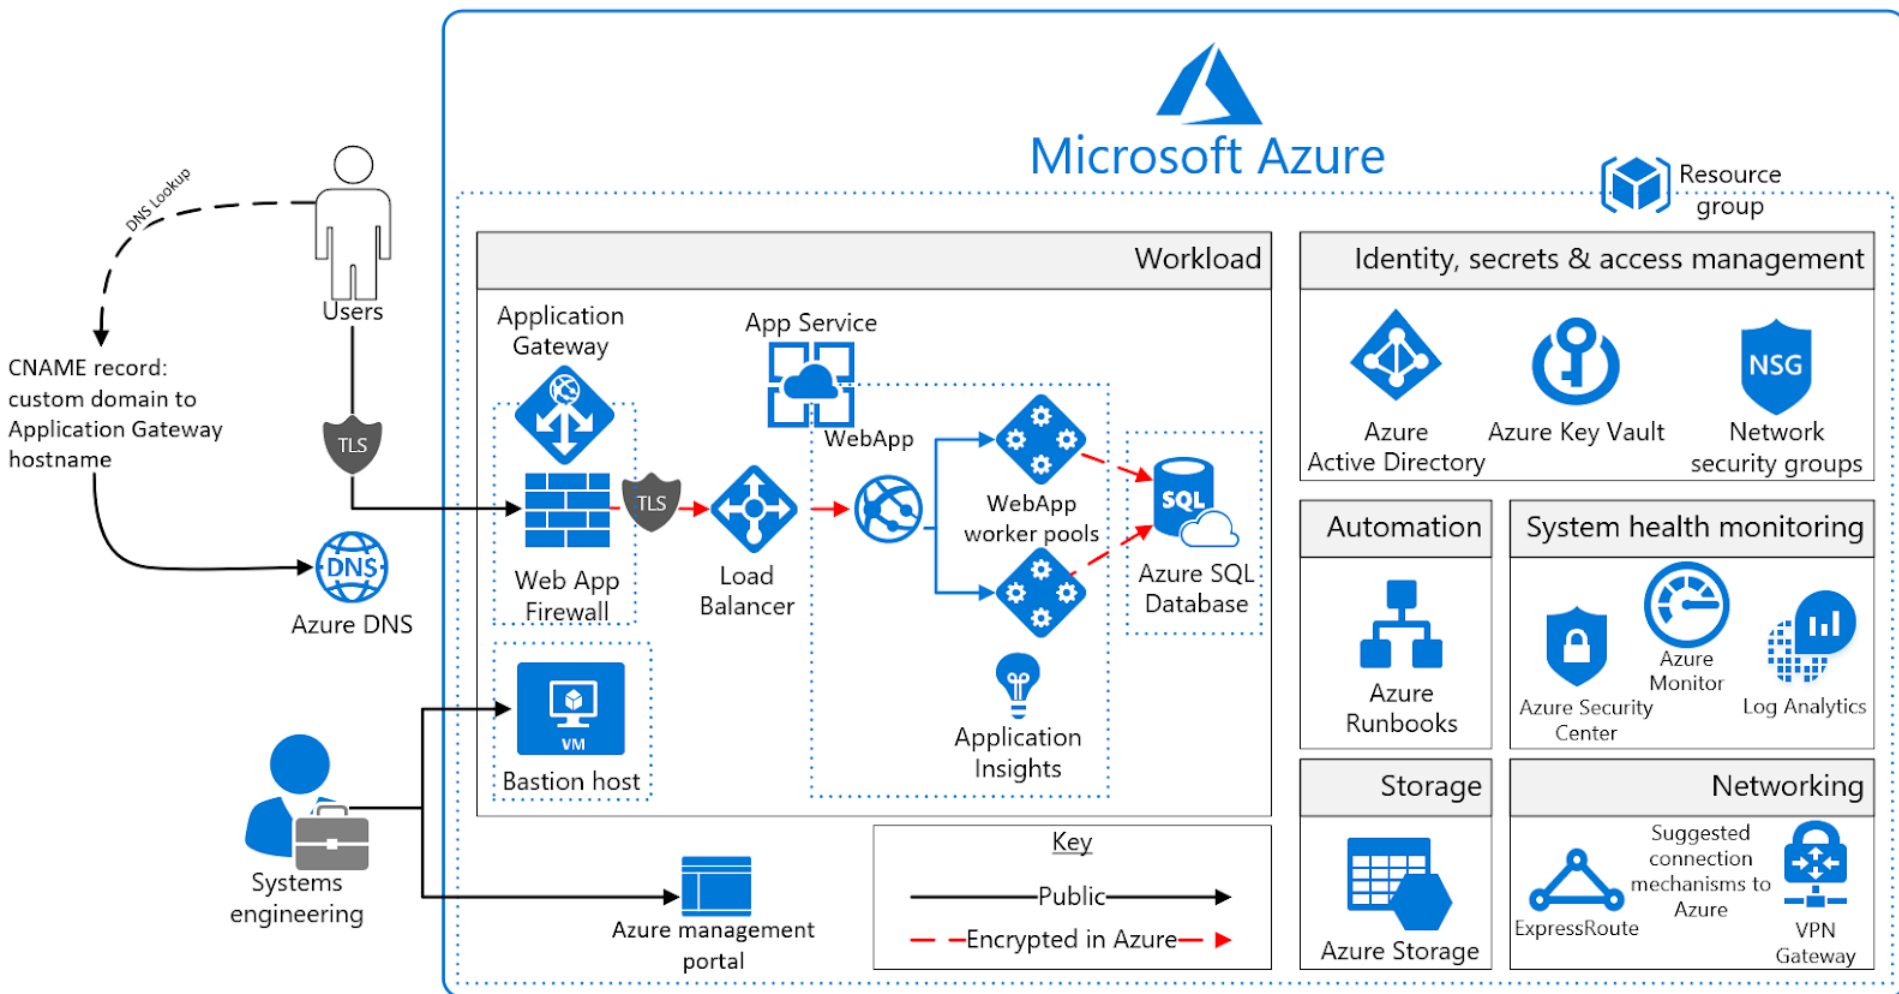 Microsoft Azure
Resource
group
DNS Lookup
Users
CNAME record:
custom domain to
Application Gateway
hostname
TLS
DNS
Azure DNS
Systems
engineering
Workload
Application
Gateway
Web App
Firewall
TLS
Load
Balancer
App Service
WebApp
WebApp
worker pools
SQL
Azure SQL
Database
Application
Insights
VM
Bastion host
Azure management
portal
Key
Public
Encrypted in Azure
Identity, secrets & access management
Azure
Active Directory
Azure Key Vault
NSG
Network
security groups
Automation
Azure
Runbooks
System health monitoring
Azure Security
Center
Azure
Monitor
Log Analytics
Storage
Azure Storage
Networking
ExpressRoute
Suggested
connection
mechanisms to
Azure
VPN
Gateway